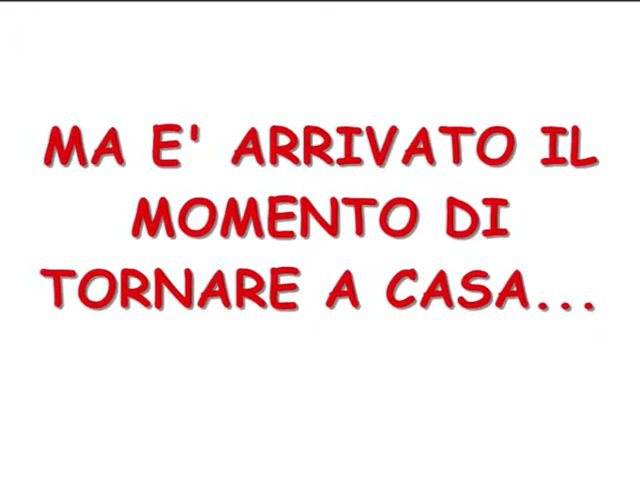 MA E' ARRIVATO IL
MOMENTO DI
TORNARE A CASA...